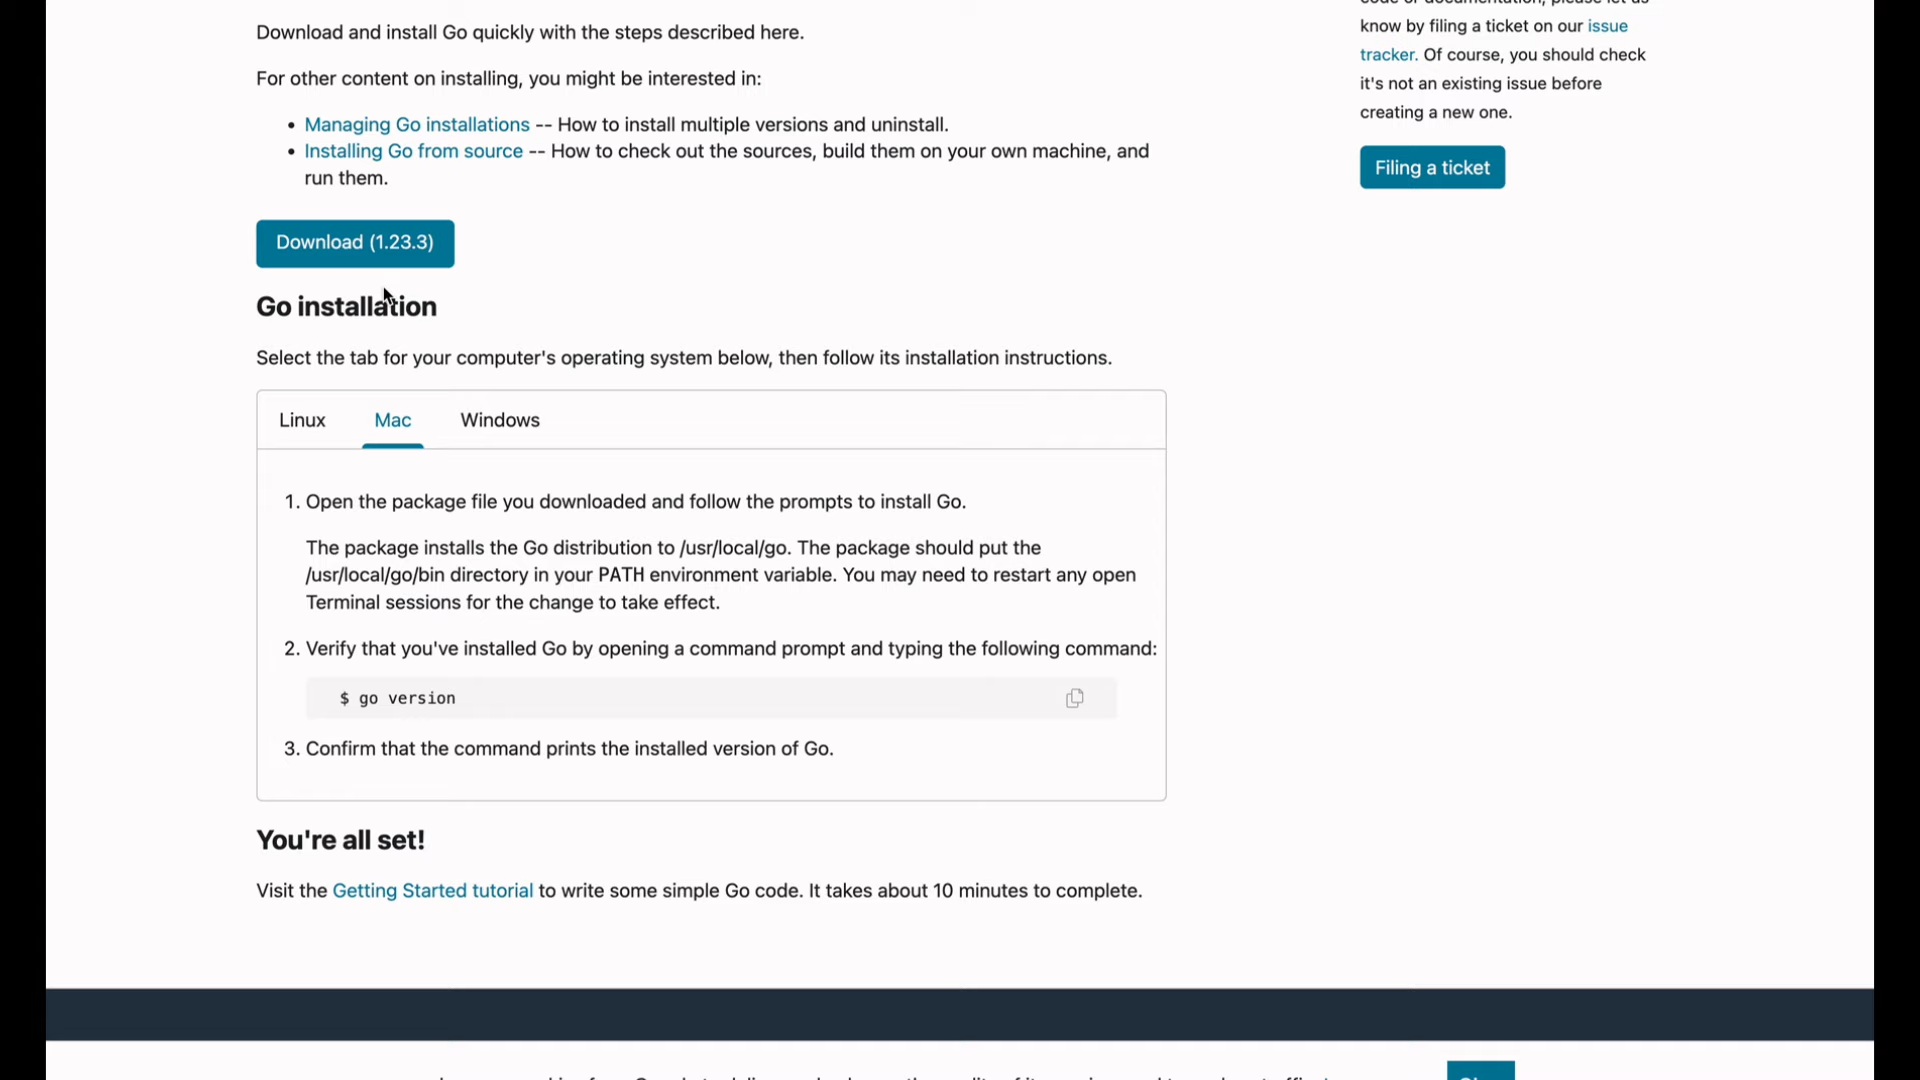 Download and install Go quickly with the steps described here.
For other content on installing, you might be interested in:
• Managing Go installations -- How to install multiple versions and uninstall.
• Installing Go from source -- How to check out the sources, build them on your own machine, and
run them.
Download (1.23.3)
Go installation
Select the tab for your computer's operating system below, then follow its installation instructions.
Linux Mac Windows
1. Open the package file you downloaded and follow the prompts to install Go.
The package installs the Go distribution to /usr/local/go. The package should put the
/usr/local/go/bin directory in your PATH environment variable. You may need to restart any open
Terminal sessions for the change to take effect.
2. Verify that you've installed Go by opening a command prompt and typing the following command:
$ go version
3. Confirm that the command prints the installed version of Go.
You're all set!
Visit the Getting Started tutorial to write some simple Go code. It takes about 10 minutes to complete.
know by filing a ticket on our issue
tracker. Of course, you should check
it's not an existing issue before
creating a new one.
Filing a ticket